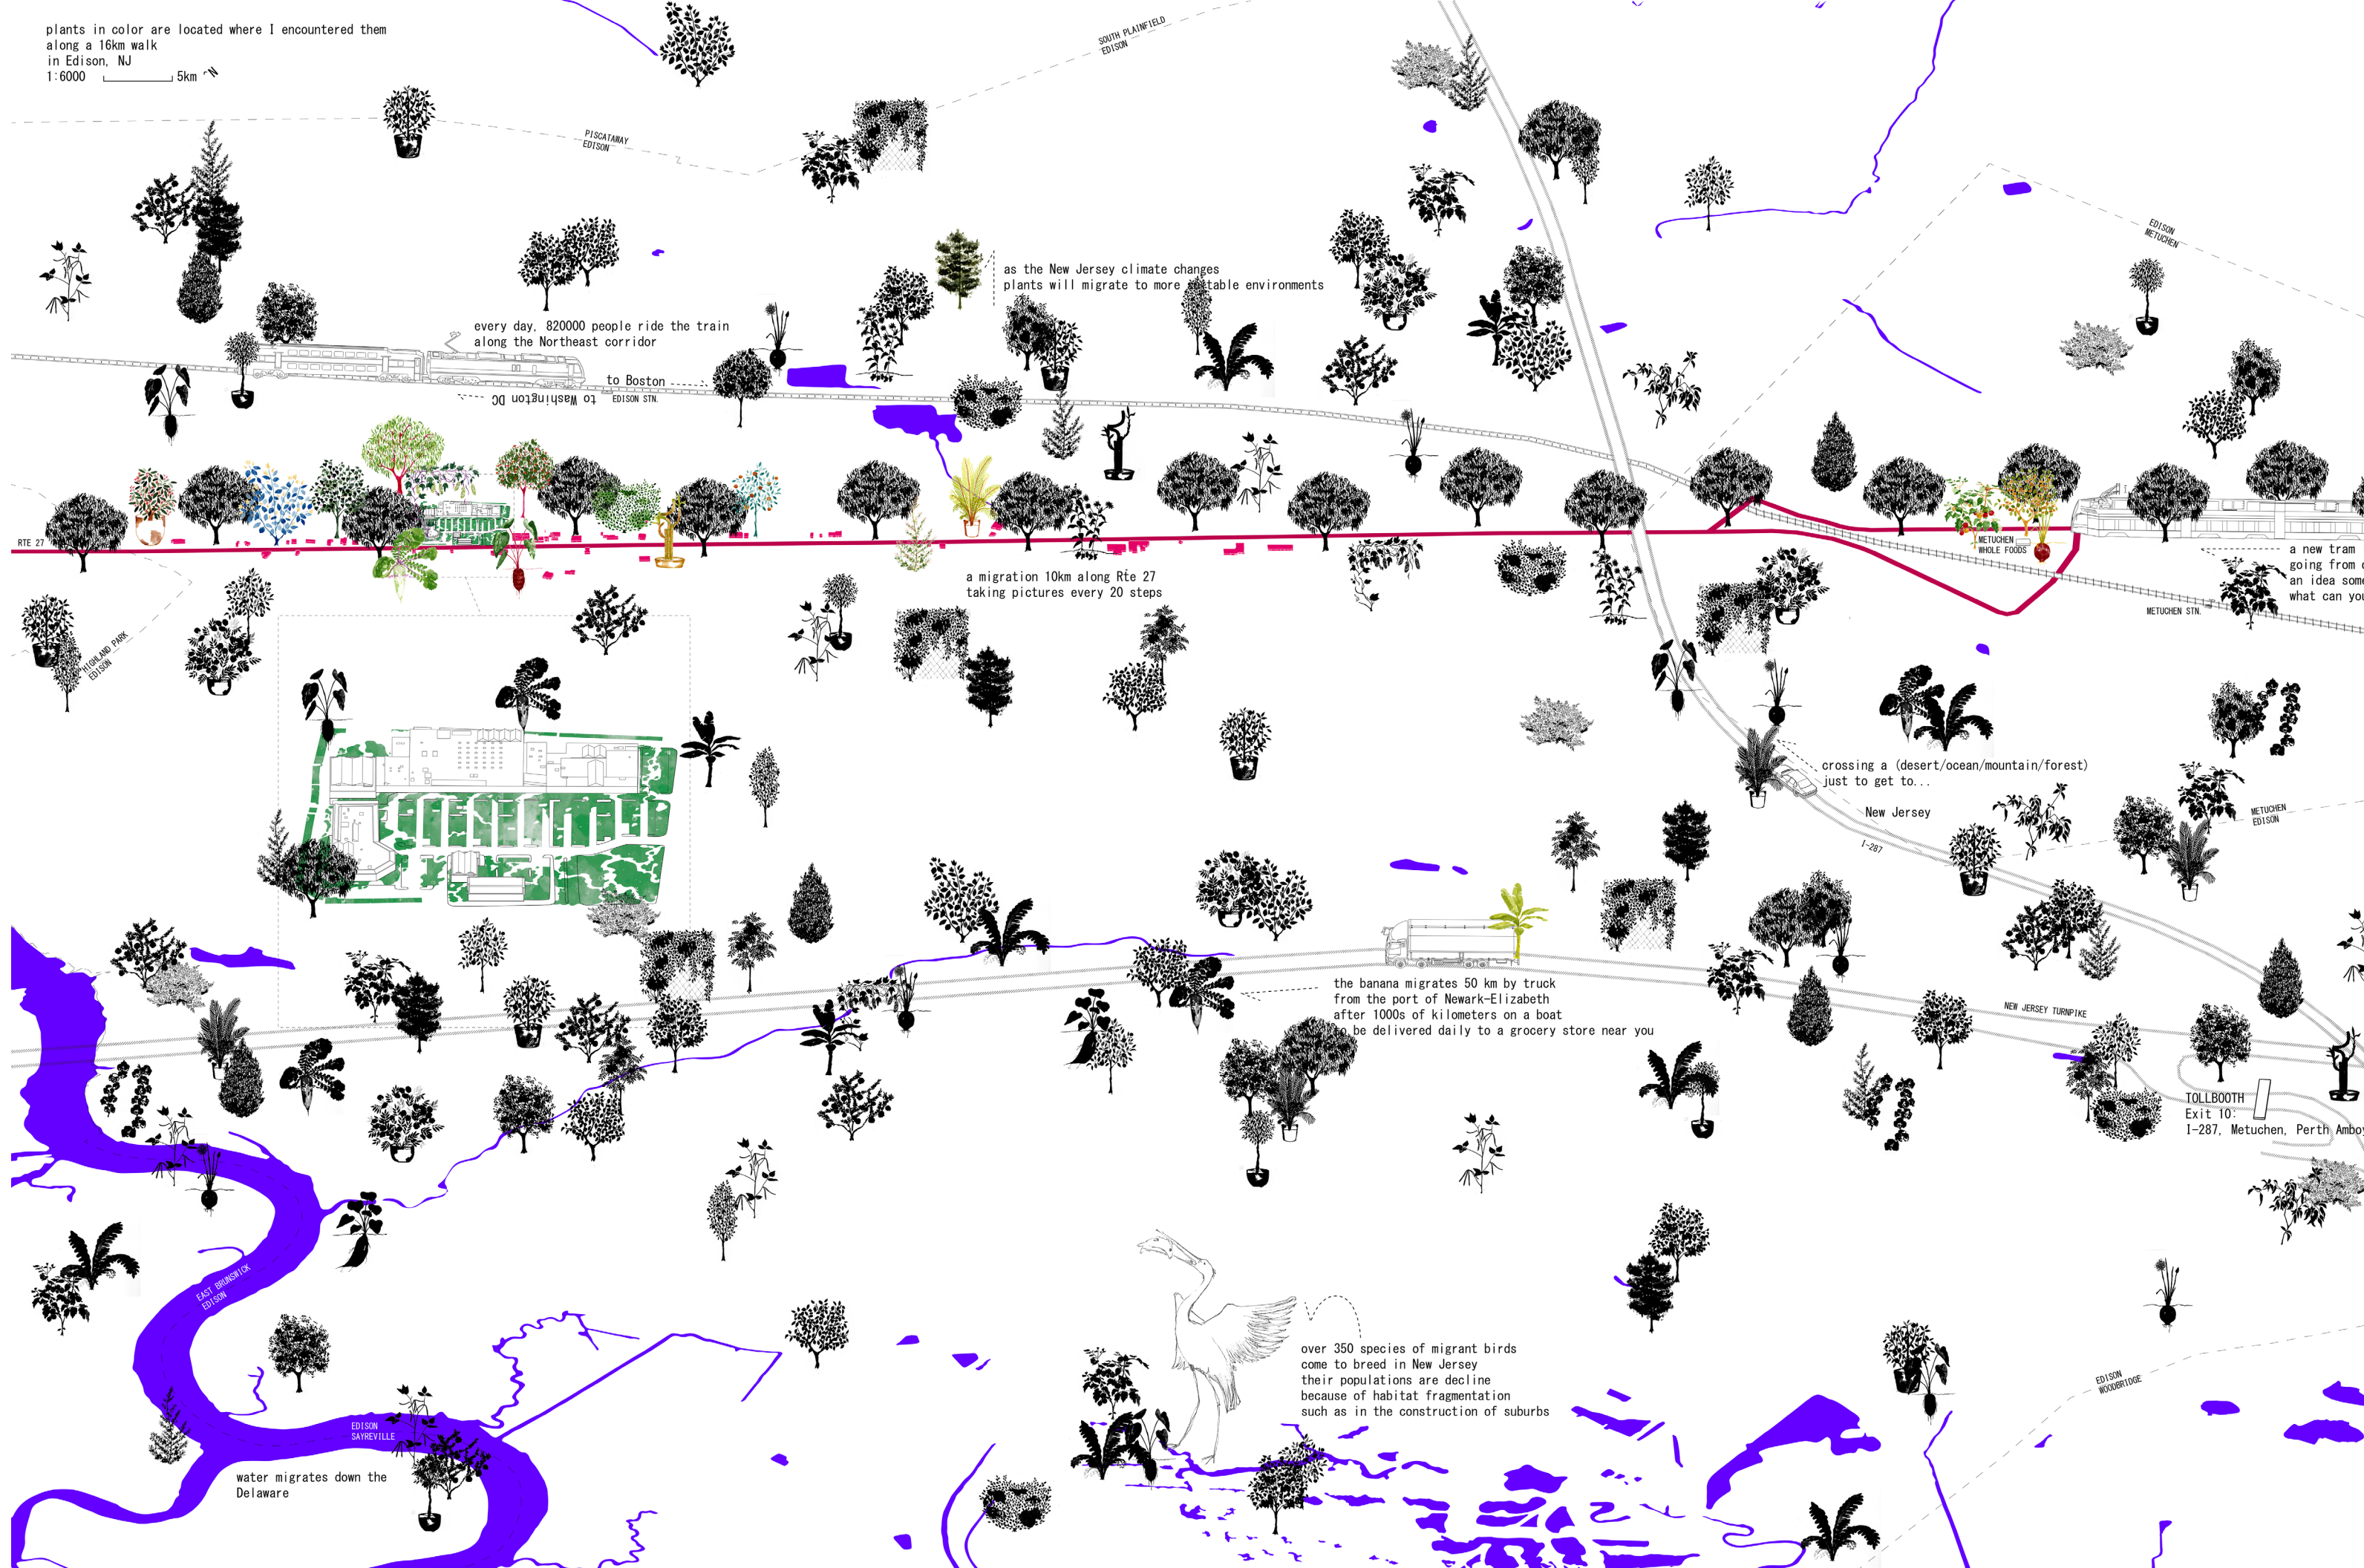 plants in color are located where I encountered them
along a 16km walk
in Edison, NJ
1:6000 5km N
SOUTH PLAINFIELD
EDISON
PISCATAWAY
EDISON
EDISON
METUCHEN
as the New Jersey climate changes
plants will migrate to more environments
every day, 820000 people ride the train
along the Northeast corridor
to Boston
to Washington DC
EDISON STN.
RTE 27
METUCHEN
WHOLE FOODS
a new tram
going from
an idea
what can
METUCHEN STN.
a migration 10km along Rte 27
taking pictures every 20 steps
HIGHLAND PARK
EDISON
crossing a (desert/ocean/mountain/forest)
just to get to...
New Jersey
I-287
METUCHEN
EDISON
the banana migrates 50 km by truck
from the port of Newark-Elizabeth
after 1000s of kilometers on a boat
to be delivered daily to a grocery store near you
NEW JERSEY TURNPIKE
TOLLBOOTH
Exit 10:
I-287, Metuchen, Perth Amboy
EAST BRUNSWICK
EDISON
over 350 species of migrant birds
come to breed in New Jersey
their populations are decline
because of habitat fragmentation
such as in the construction of suburbs
EDISON
WOODBRIDGE
EDISON
SAYREVILLE
water migrates down the
Delaware